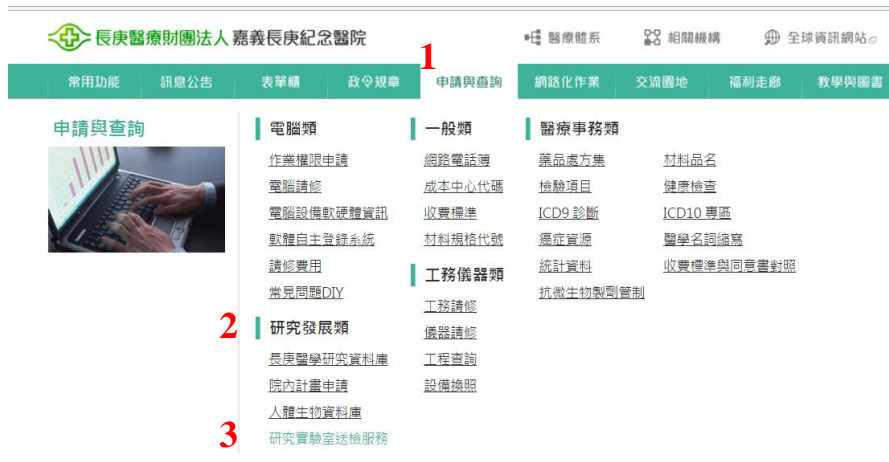 長庚醫療財團法人 嘉義長庚紀念醫院
醫療體系 相關機構 全球資訊網站
1
常用功能 訊息公告 表單櫃 政令規章 申請與查詢 網路化作業 交流園地 福利走廊 教學與圖書
申請與查詢
電腦類
作業權限申請
電腦請修
電腦設備軟硬體資訊
軟體自主登錄系統
請修費用
常見問題DIY
2
研究發展類
長庚醫學研究資料庫
院內計畫申請
人體生物資料庫
3
研究實驗室送檢服務
一般類
網路電話簿
成本中心代碼
收費標準
材料規格代號
工務儀器類
工務請修
儀器請修
工程查詢
設備換照
醫療事務類
藥品處方集 材料品名
檢驗項目 健康檢查
ICD9 診斷 ICD10 專區
癌症資源 醫學名詞縮寫
統計資料 收費標準與同意書對照
抗微生物製劑管制